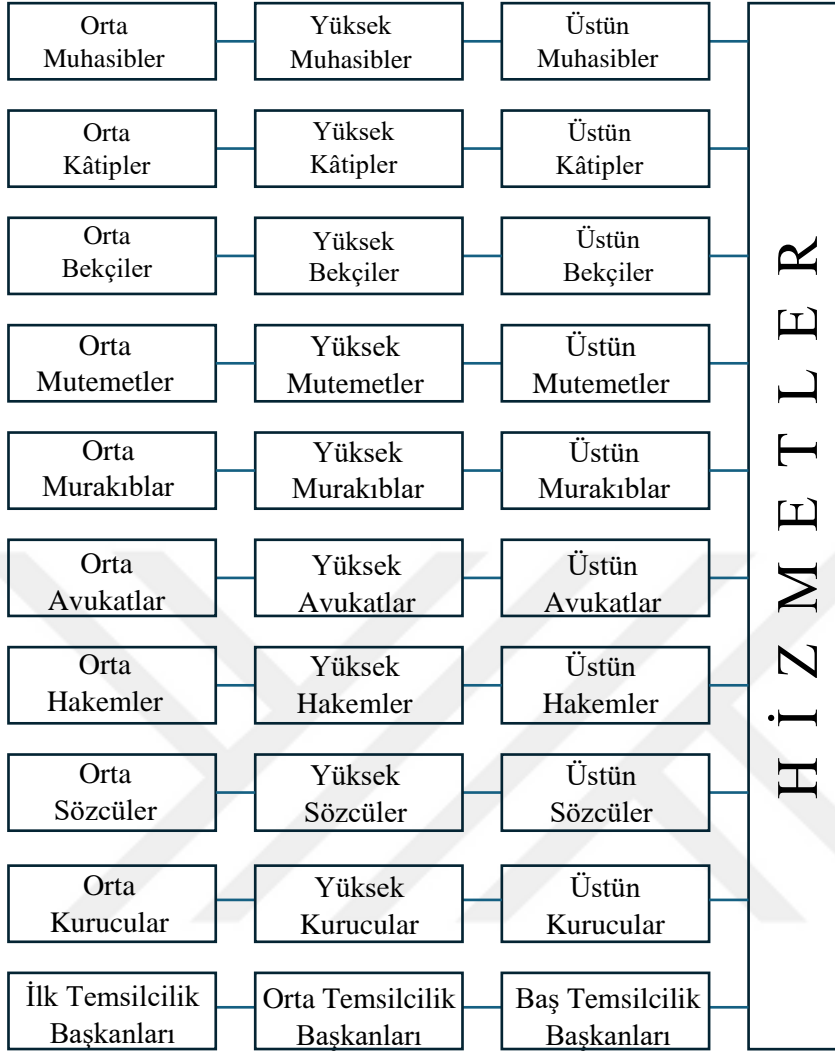 Orta
Muhasibler
Yüksek
Muhasibler
Üstün
Muhasibler
Orta
Kâtipler
Yüksek
Kâtipler
Üstün
Kâtipler
Orta
Bekçiler
Yüksek
Bekçiler
Üstün
Bekçiler
Orta
Mutemetler
Yüksek
Mutemetler
Üstün
Mutemetler
Orta
Murakıblar
Yüksek
Murakıblar
Üstün
Murakıblar
Orta
Avukatlar
Yüksek
Avukatlar
Üstün
Avukatlar
Orta
Hakemler
Yüksek
Hakemler
Üstün
Hakemler
Orta
Sözcüler
Yüksek
Sözcüler
Üstün
Sözcüler
Orta
Kurucular
Yüksek
Kurucular
Üstün
Kurucular
İlk Temsilcilik
Başkanları
Orta Temsilcilik
Başkanları
Baş Temsilcilik
Başkanları
HİZMETLER